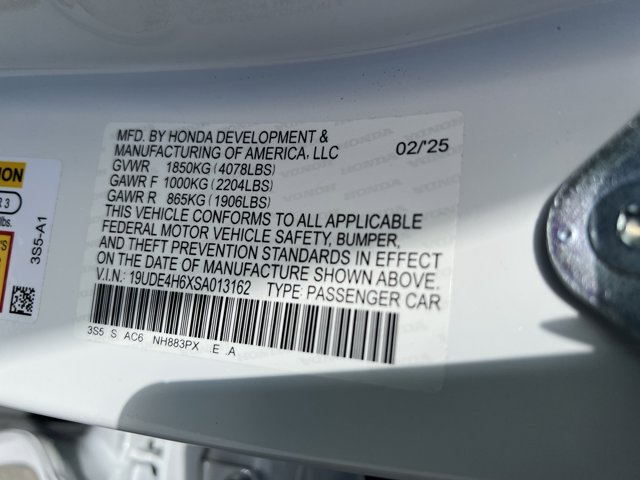 MFD. BY HONDA DEVELOPMENT &
MANUFACTURING OF AMERICA, LLC 02/'25
GVWR 1850KG (4078LBS)
GAWR F 1000KG (2204LBS)
GAWR R 865KG (1906LBS)
THIS VEHICLE CONFORMS TO ALL APPLICABLE
FEDERAL MOTOR VEHICLE SAFETY, BUMPER,
AND THEFT PREVENTION STANDARDS IN EFFECT
ON THE DATE OF MANUFACTURE SHOWN ABOVE.
V.I.N.: 19UDE4H6XSA013162 TYPE: PASSENGER CAR
3S5 S AC6 NH883PX .E .A
3S5-A1
R 3
lbs.